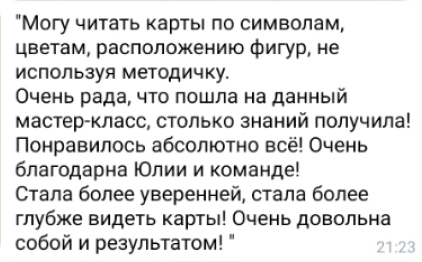 "Могу читать карты по символам,
цветам, расположению фигур, не
используя методичку.
Очень рада, что пошла на данный
мастер-класс, столько знаний получила!
Понравилось абсолютно всё! Очень
благодарна Юлии и команде!
Стала более уверенней, стала более
глубже видеть карты! Очень довольна
собой и результатом! "
21:23